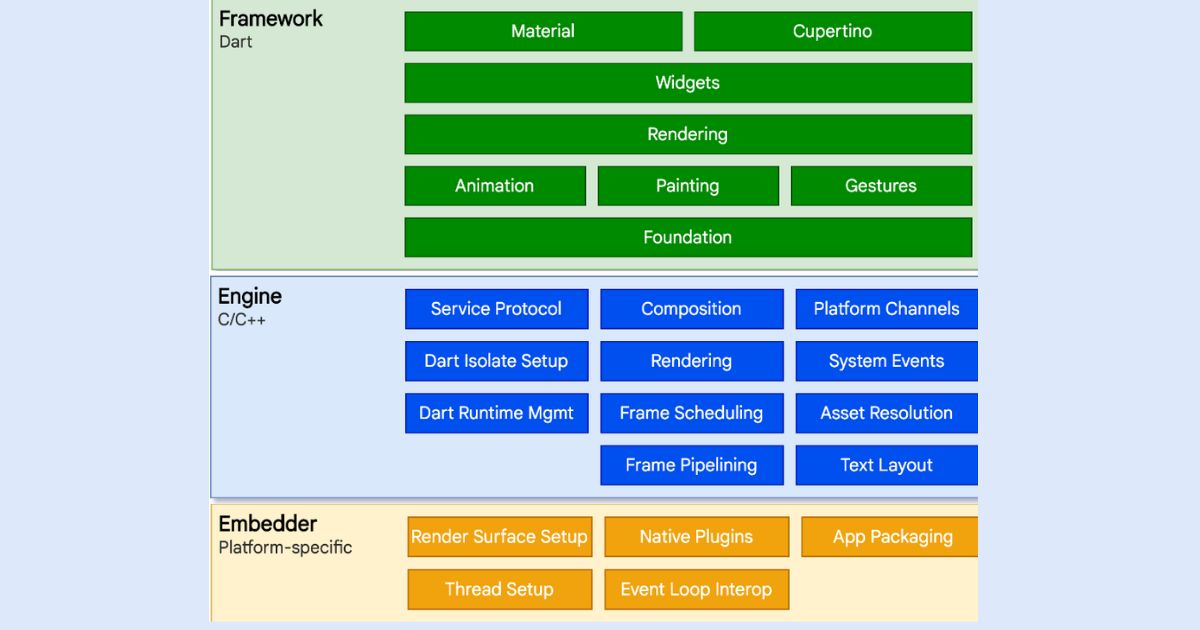 Framework
Dart
Material
Cupertino
Widgets
Rendering
Animation
Painting
Gestures
Foundation
Engine
C/C++
Service Protocol
Composition
Platform Channels
Dart Isolate Setup
Rendering
System Events
Dart Runtime Mgmt
Frame Scheduling
Asset Resolution
Frame Pipelining
Text Layout
Embedder
Platform-specific
Render Surface Setup
Native Plugins
App Packaging
Thread Setup
Event Loop Interop